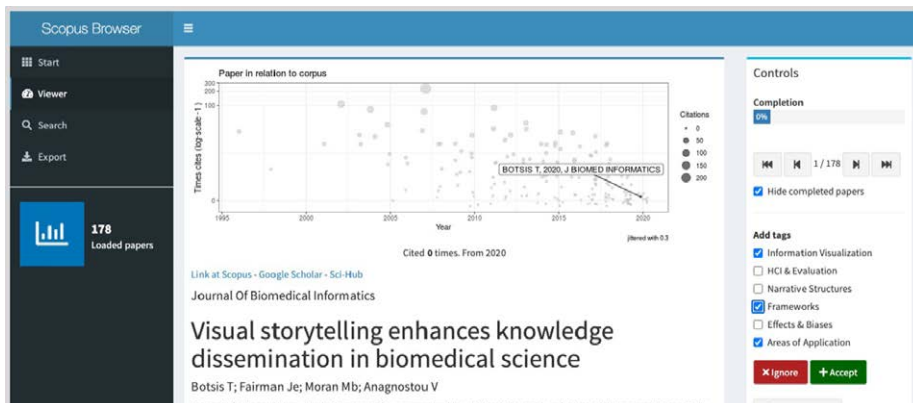 Scopus Browser
Start
Viewer
Search
Export
178
Loaded papers
Paper in relation to corpus
Times cites (log-scale -1)
200
200
100
0
1995 2000 2005 2010 2015 2020
Year
BOTSIS T, 2020, J BIOMED INFORMATICS
Citations
0
50
100
150
200
jittered with 0.3
Cited 0 times. From 2020
Link at Scopus - Google Scholar - Sci-Hub
Journal Of Biomedical Informatics
Visual storytelling enhances knowledge
dissemination in biomedical science
Botsis T; Fairman Je; Moran Mb; Anagnostou V
Controls
Completion
0%
1 / 178
Hide completed papers
Add tags
Information Visualization
HCI & Evaluation
Narrative Structures
Frameworks
Effects & Biases
Areas of Application
Ignore
Accept